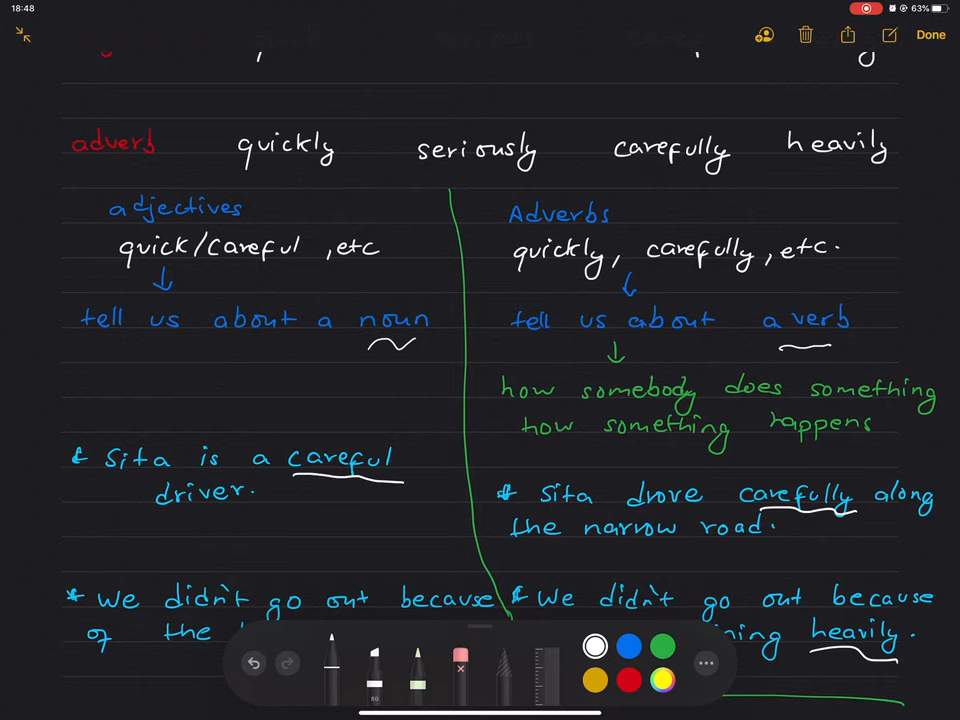 18:48
63%
Done
adverb quickly seriously carefully heavily
adjectives
quick/careful ,etc
tell us about a noun
* Sita is a careful
driver.
* We didn't go out because
of the
Adverbs
quickly, carefully, etc.
tell us about a verb
how somebody does something
how something happens
* Sita drove carefully along
the narrow road.
* We didn't go out because
heavily.
80